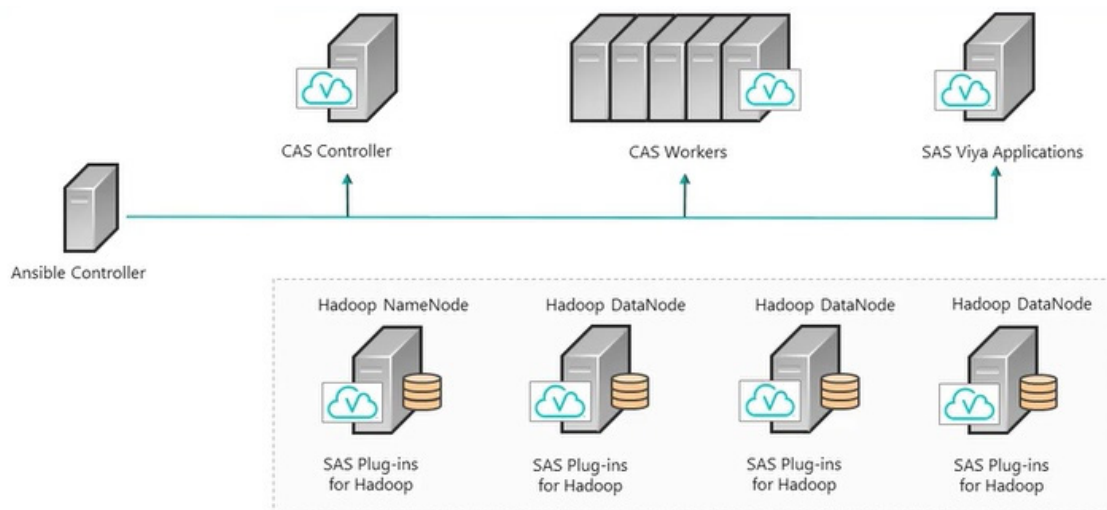 CAS Controller
CAS Workers
SAS Viya Applications
Ansible Controller
Hadoop NameNode
Hadoop DataNode
Hadoop DataNode
Hadoop DataNode
SAS Plug-ins
for Hadoop
SAS Plug-ins
for Hadoop
SAS Plug-ins
for Hadoop
SAS Plug-ins
for Hadoop